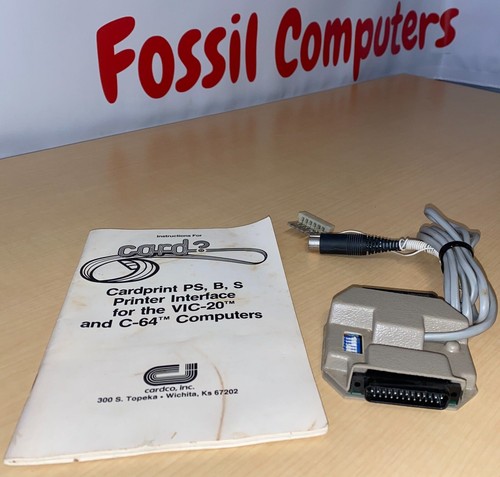 Fossil Computers
Instructions For
card?
Cardprint PS, B, S
Printer Interface
for the VIC-20™
and C-64™ Computers
cardco, inc.
300 S. Topeka • Wichita, Ks 67202